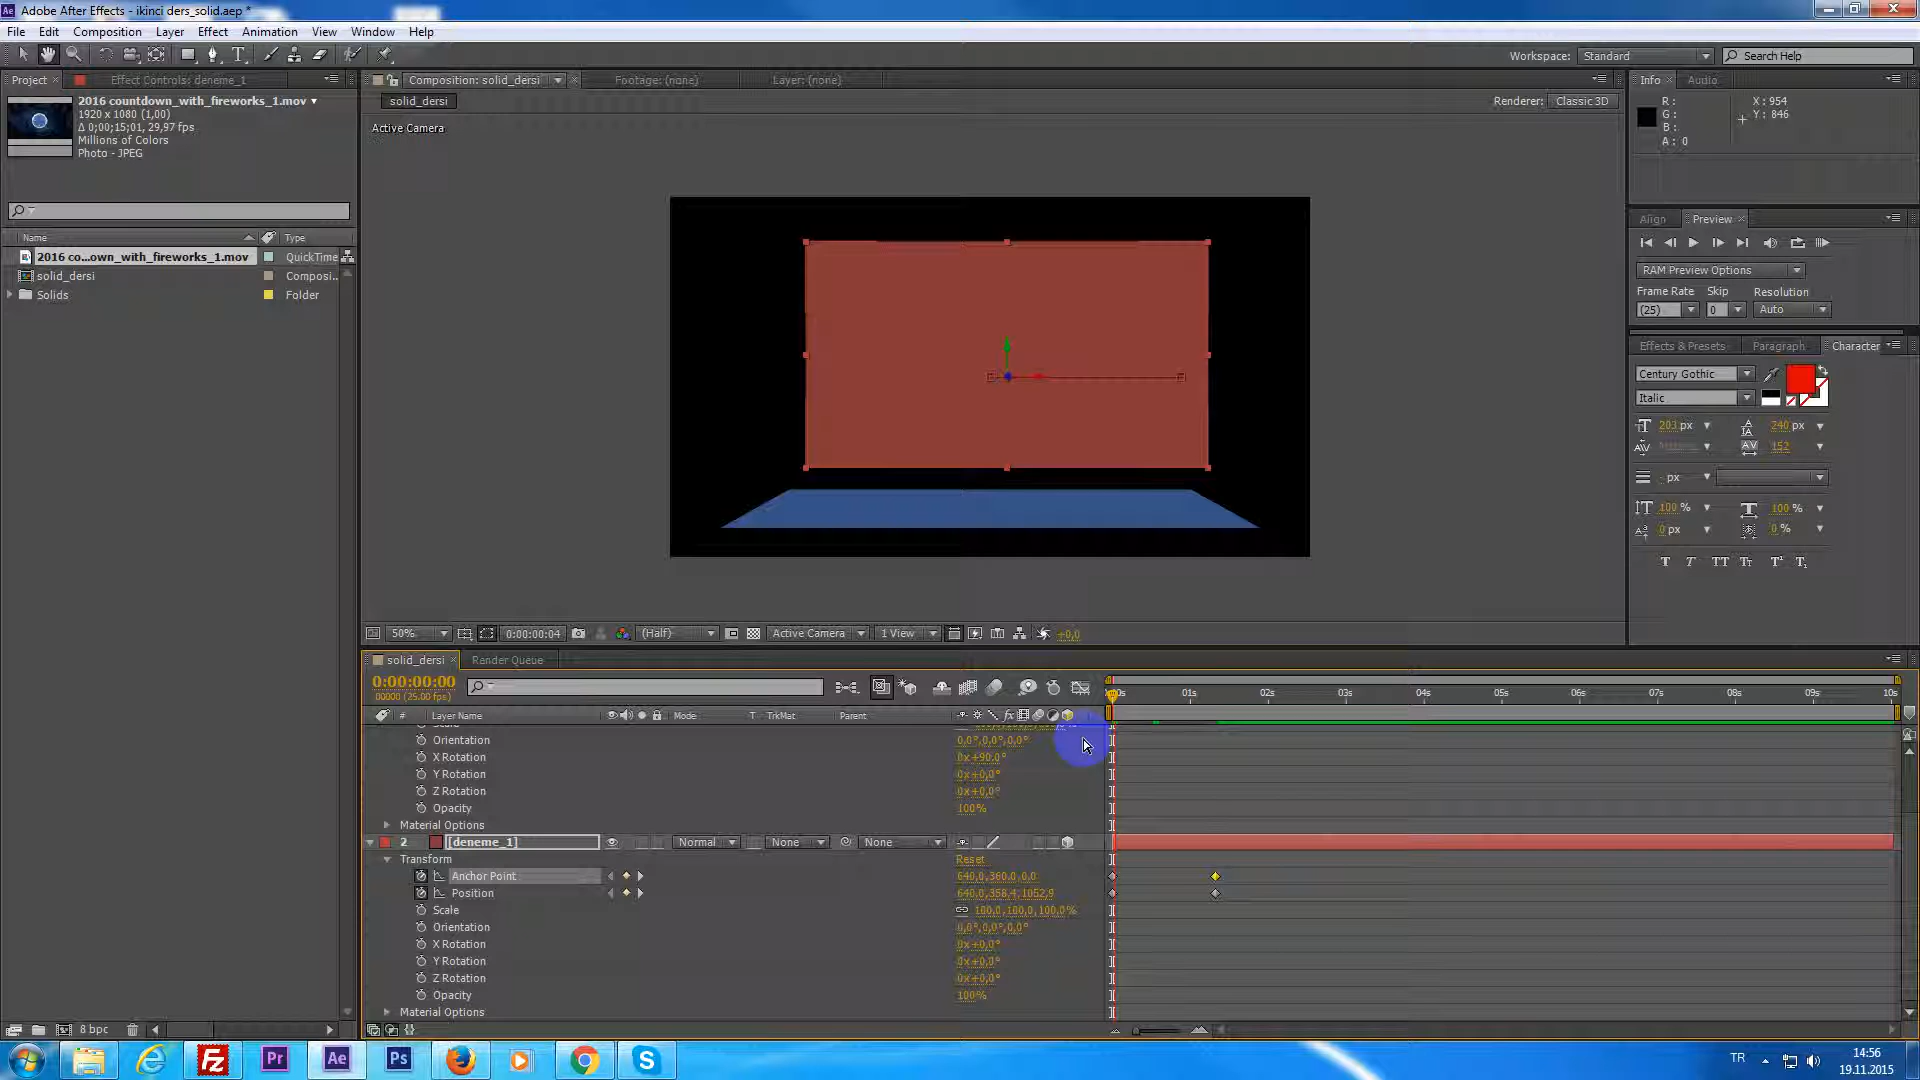 Adobe After Effects - ikinci ders_solid.aep *
File Edit Composition Layer Effect Animation View Window Help
Workspace: Standard Search Help
Project Effect Controls: deneme_1 Composition: solid_dersi Footage: (none) Layer: (none) Info Audio
2016 countdown_with_fireworks_1.mov
1920 x 1080 (1,00)
Δ 0;00;15;01, 29,97 fps
Millions of Colors
Photo - JPEG
solid_dersi Renderer: Classic 3D
Active Camera
R:
G:
B:
A: 0
X: 954
Y: 846
Name Type
2016 co...own_with_fireworks_1.mov QuickTime
solid_dersi Composi...
Solids Folder
Align Preview
RAM Preview Options
Frame Rate Skip Resolution
(25) 0 Auto
Effects & Presets Paragraph Character
Century Gothic
Italic
203 px 240 px
152
- px
100 % 100 %
0 px 0 %
50% 0:00:00:04 (Half) Active Camera 1 View +0,0
solid_dersi Render Queue
0:00:00:00
00000 (25.00 fps)
01s 02s 03s 04s 05s 06s 07s 08s 09s 10s
# Layer Name Mode T TrkMat Parent
Orientation 0,0°,0,0°,0,0°
X Rotation 0x+90,0°
Y Rotation 0x+0,0°
Z Rotation 0x+0,0°
Opacity 100%
Material Options
2 [deneme_1] Normal None None
Transform Reset
Anchor Point 640,0,360,0,0,0
Position 640,0,358,4,1052,9
Scale 100,0,100,0,100,0%
Orientation 0,0°,0,0°,0,0°
X Rotation 0x+0,0°
Y Rotation 0x+0,0°
Z Rotation 0x+0,0°
Opacity 100%
Material Options
8 bpc
TR 14:56
19.11.2015